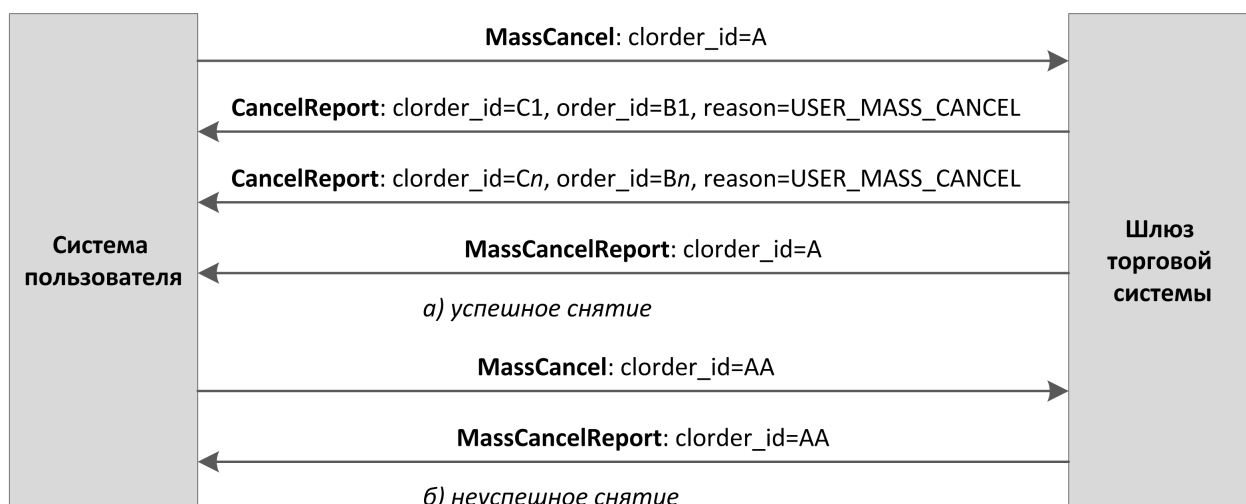 MassCancel: clorder_id=A
CancelReport: clorder_id=C1, order_id=B1, reason=USER_MASS_CANCEL
CancelReport: clorder_id=Cn, order_id=Bn, reason=USER_MASS_CANCEL
Система
пользователя
MassCancelReport: clorder_id=A
Шлюз
торговой
системы
а) успешное снятие
MassCancel: clorder_id=AA
MassCancelReport: clorder_id=AA
б) неуспешное снятие